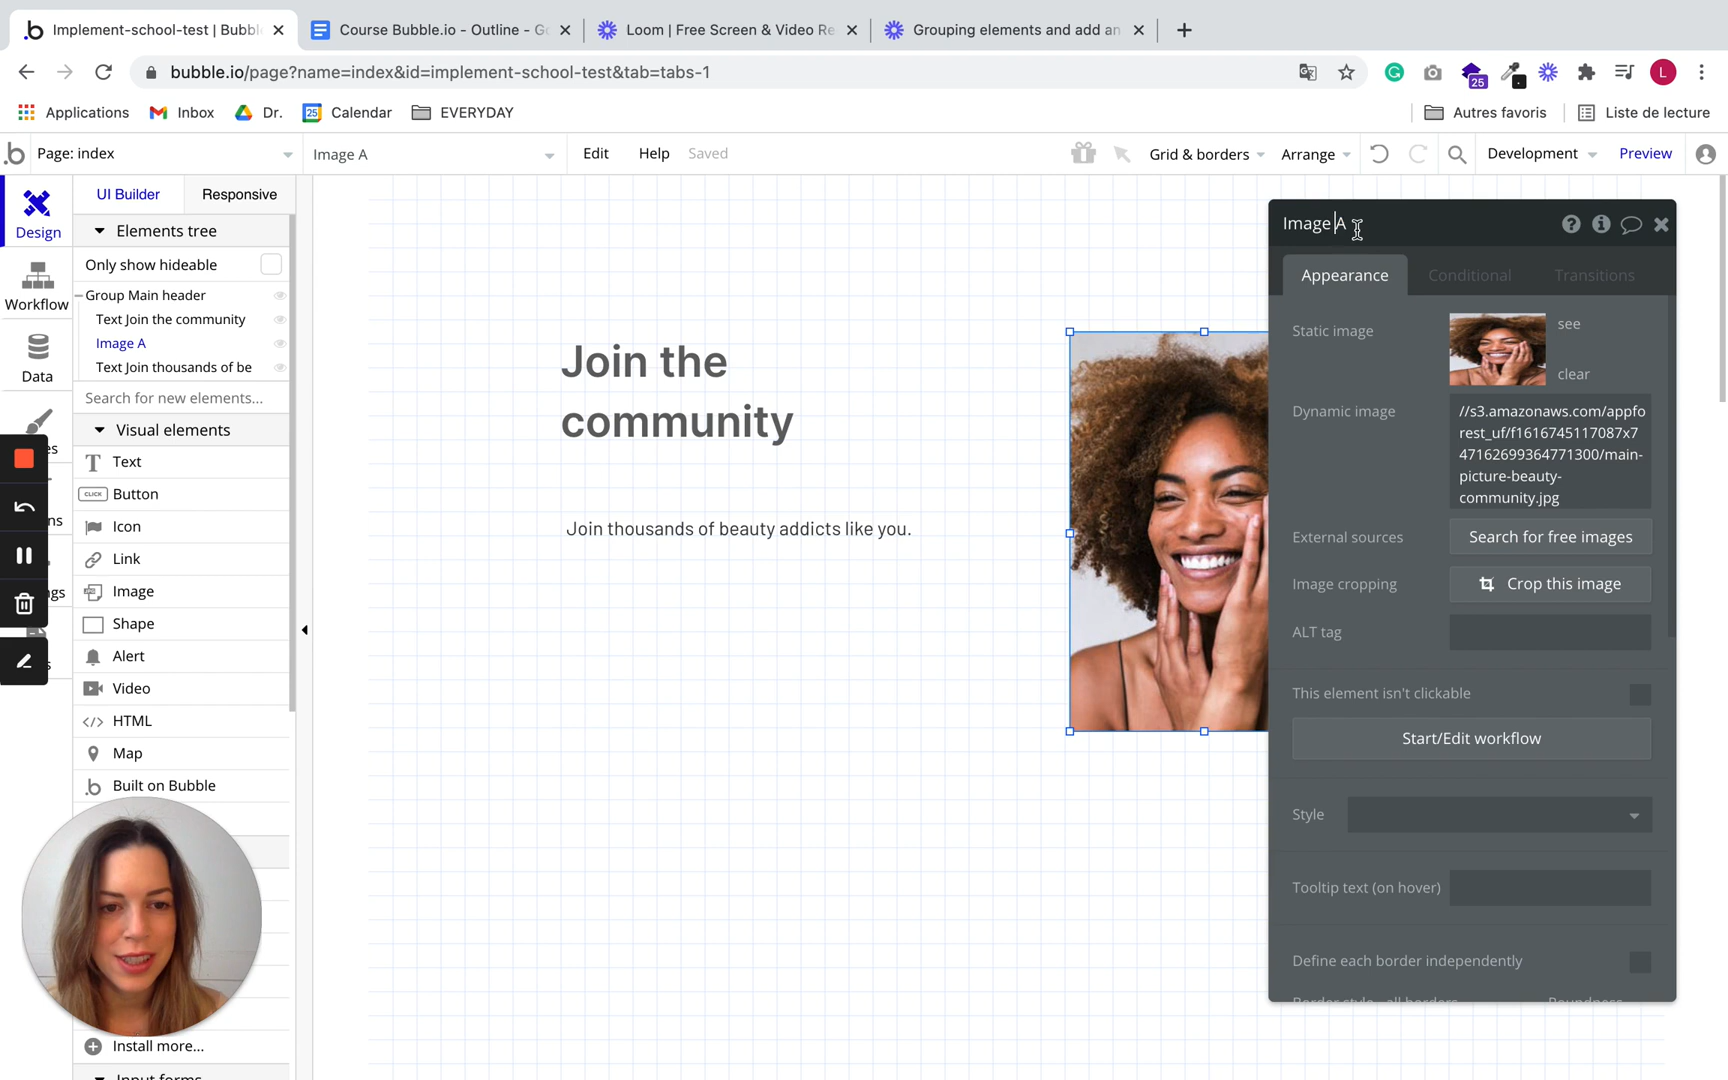 Implement-school-test | Bubbl
Course Bubble.io - Outline - Go
Loom | Free Screen & Video Re
Grouping elements and add an
bubble.io/page?name=index&id=implement-school-test&tab=tabs-1
25
L
Applications
Inbox
Dr.
25
Calendar
EVERYDAY
Autres favoris
Liste de lecture
Page: index
Image A
Edit
Help
Saved
Grid & borders
Arrange
Development
Preview
UI Builder
Responsive
Design
Workflow
Data
Elements tree
Only show hideable
Group Main header
Text Join the community
Image A
Text Join thousands of be
Search for new elements...
Visual elements
Text
CLICK
Button
Icon
Link
Image
Shape
Alert
Video
HTML
Map
Built on Bubble
Install more...
Join the
community
Join thousands of beauty addicts like you.
Image A
Appearance
Conditional
Transitions
Static image
see
clear
Dynamic image
//s3.amazonaws.com/appfo
rest_uf/f1616745117087x7
47162699364771300/main-
picture-beauty-
community.jpg
External sources
Search for free images
Image cropping
Crop this image
ALT tag
This element isn't clickable
Start/Edit workflow
Style
Tooltip text (on hover)
Define each border independently